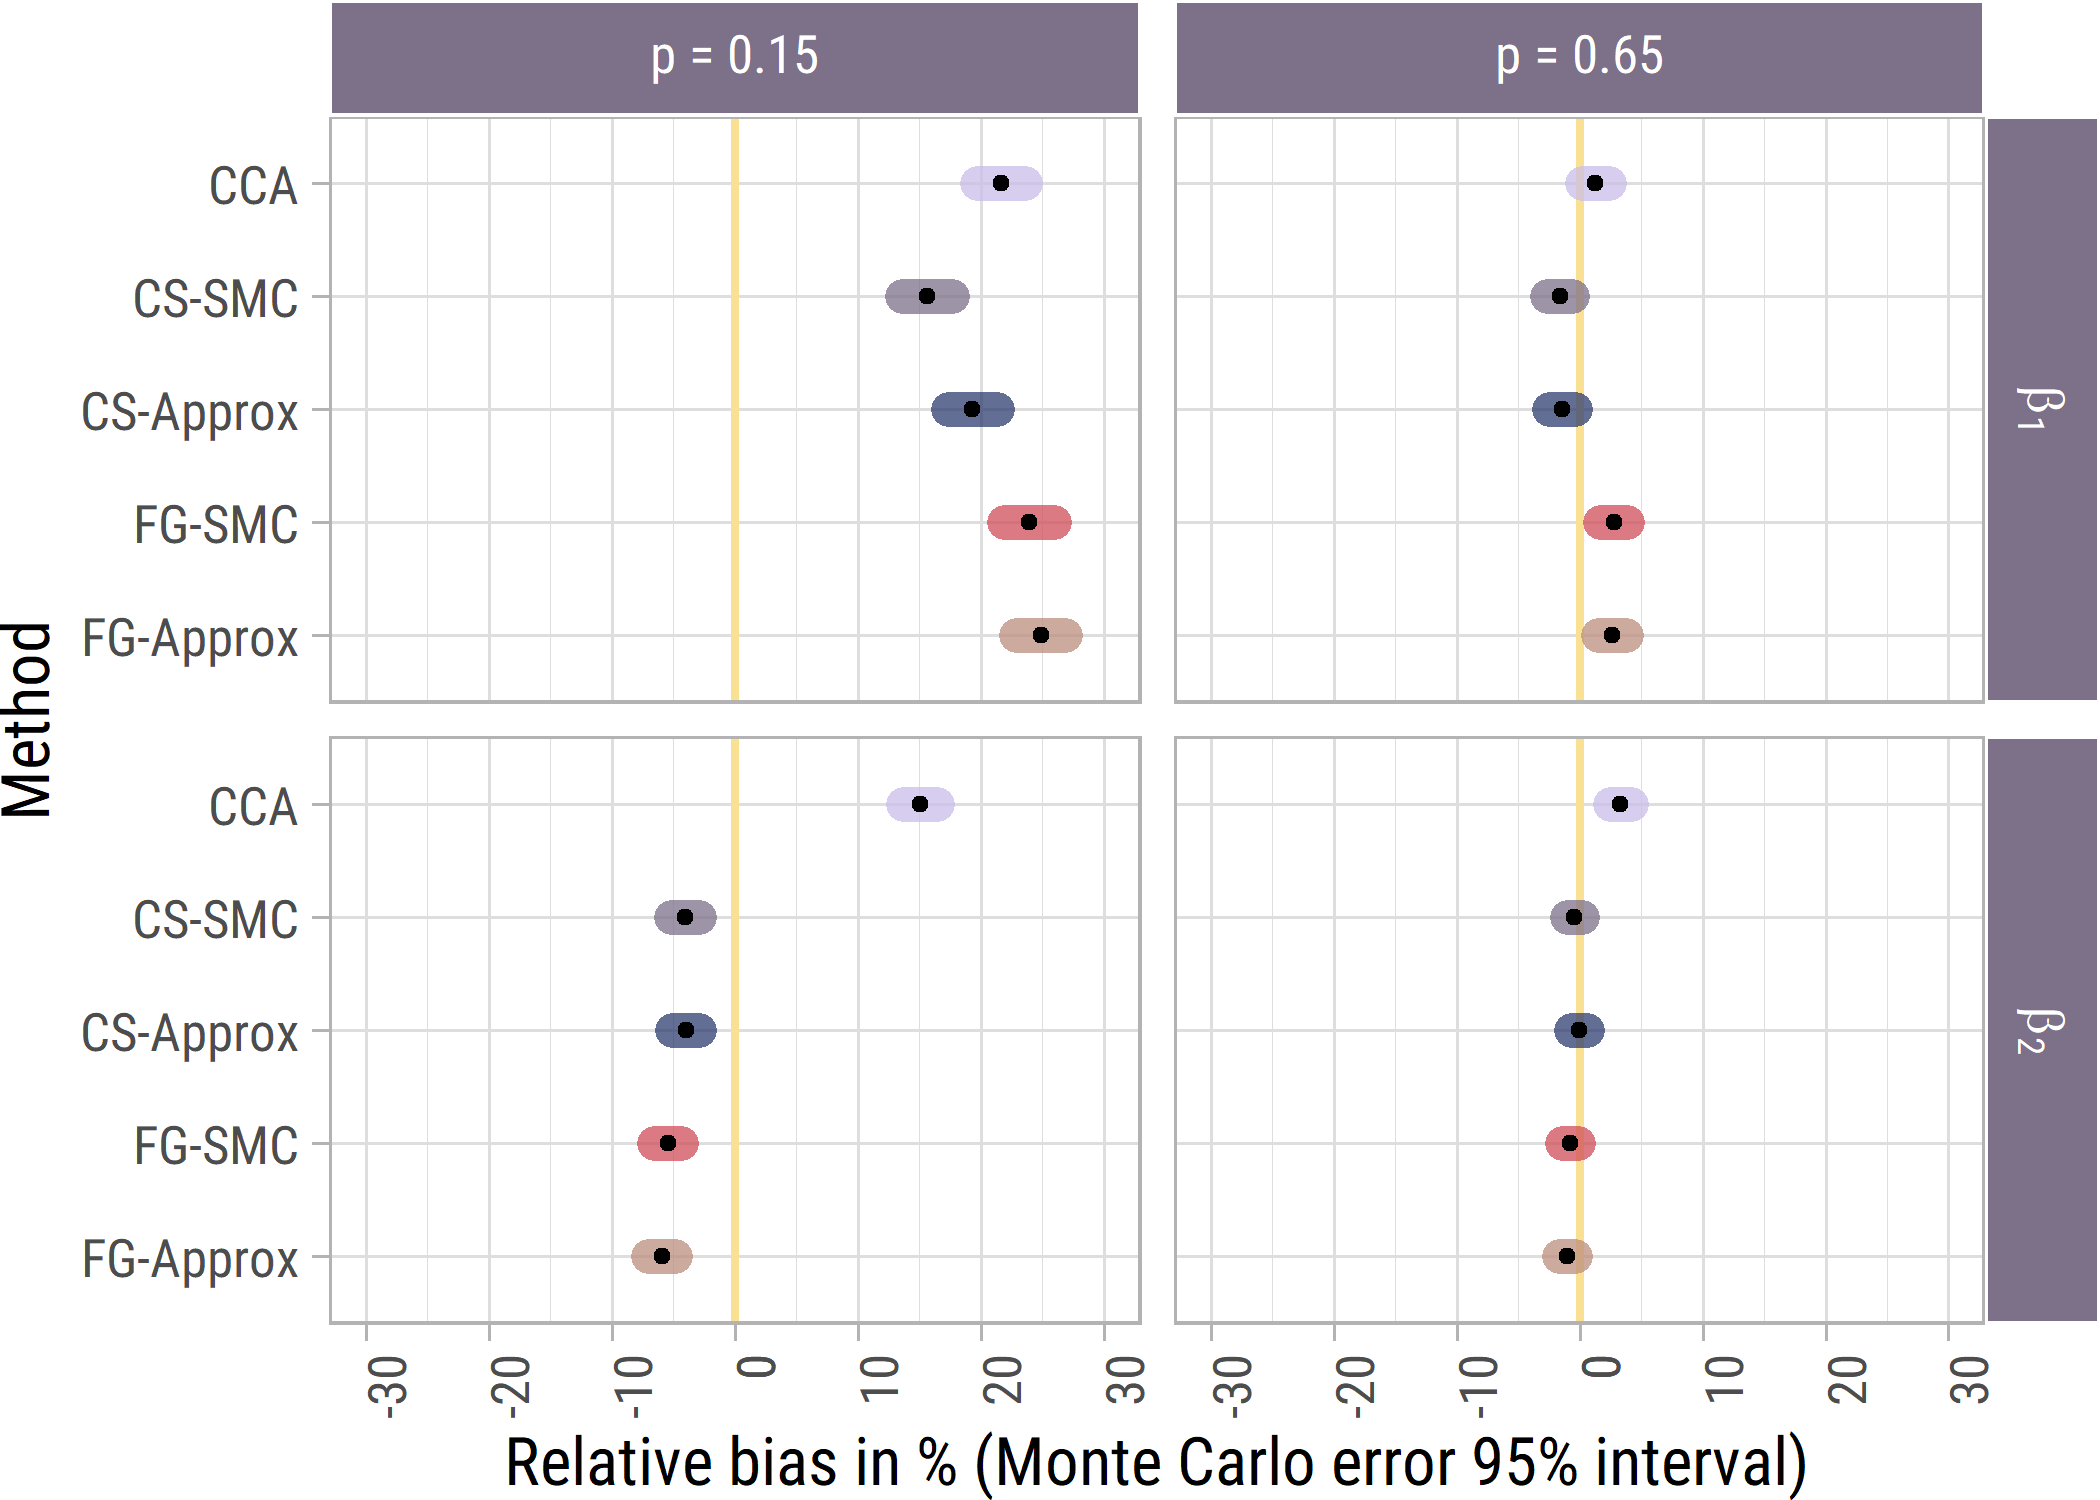 p = 0.15
p = 0.65
CCA
CS-SMC
CS-Approx
FG-SMC
FG-Approx
β1
Method
CCA
CS-SMC
CS-Approx
FG-SMC
FG-Approx
β2
-30 -20 -10 0 10 20 30
-30 -20 -10 0 10 20 30
Relative bias in % (Monte Carlo error 95% interval)